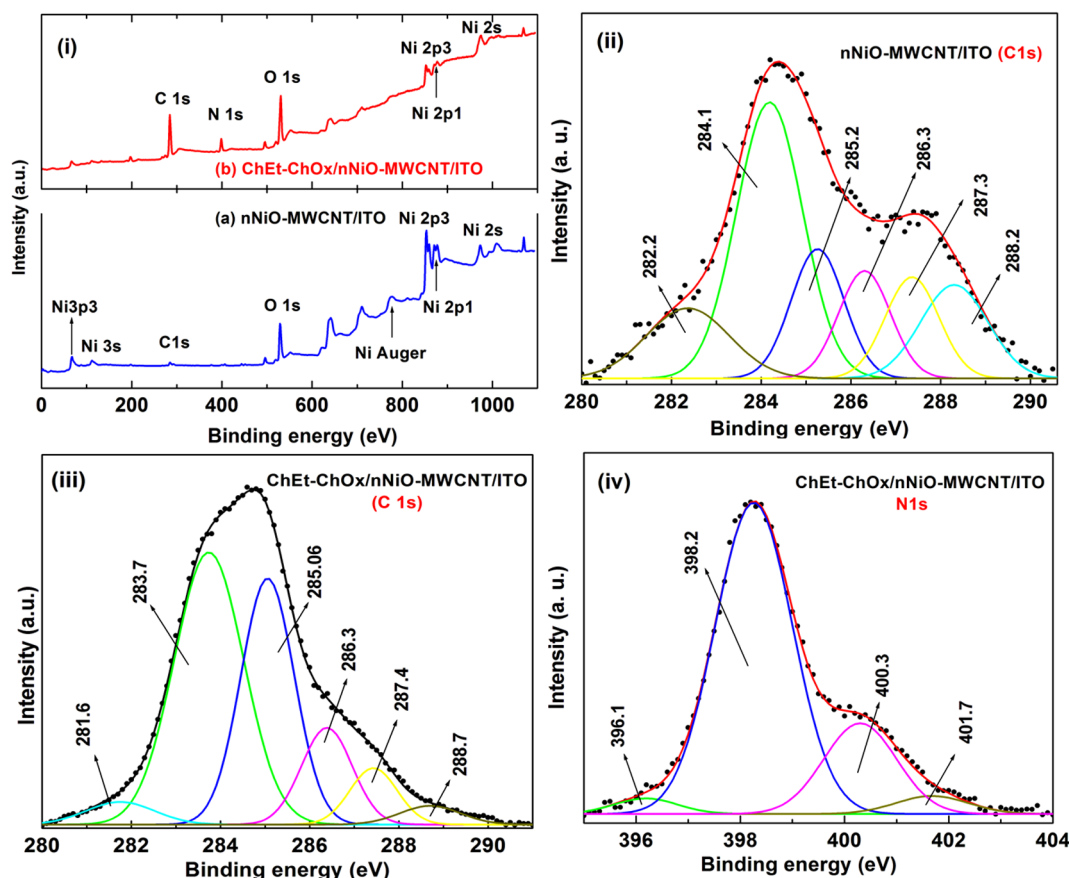 (i)
Ni 2s
Ni 2p3
O 1s
C 1s
N 1s
Ni 2p1
(b) ChEt-ChOx/nNiO-MWCNT/ITO
(a) nNiO-MWCNT/ITO
Ni 2p3
Ni 2s
Ni3p3
O 1s
Ni 2p1
Ni 3s
C1s
Ni Auger
Intensity (a.u.)
0 200 400 600 800 1000
Binding energy (eV)
(ii)
nNiO-MWCNT/ITO (C1s)
284.1
285.2
286.3
287.3
282.2
288.2
Intensity (a. u.)
280 282 284 286 288 290
Binding energy (eV)
(iii)
ChEt-ChOx/nNiO-MWCNT/ITO
(C 1s)
283.7
285.06
286.3
287.4
281.6
288.7
Intensity (a.u.)
280 282 284 286 288 290
Binding energy (eV)
(iv)
ChEt-ChOx/nNiO-MWCNT/ITO
N1s
398.2
400.3
396.1
401.7
Intensity (a. u.)
396 398 400 402 404
Binding energy (eV)